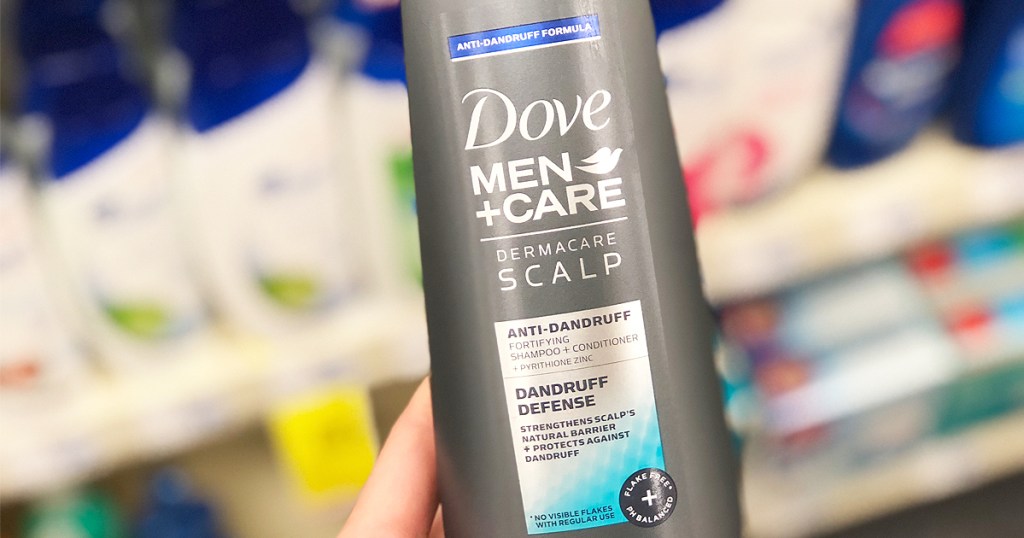 ANTI-DANDRUFF FORMULA
Dove
MEN
+CARE
DERMACARE
SCALP
ANTI-DANDRUFF
FORTIFYING
SHAMPOO + CONDITIONER
+ PYRITHIONE ZINC
DANDRUFF
DEFENSE
STRENGTHENS SCALP'S
NATURAL BARRIER
+ PROTECTS AGAINST
DANDRUFF
FLAKE FREE*
+
PH BALANCED
*NO VISIBLE FLAKES
WITH REGULAR USE